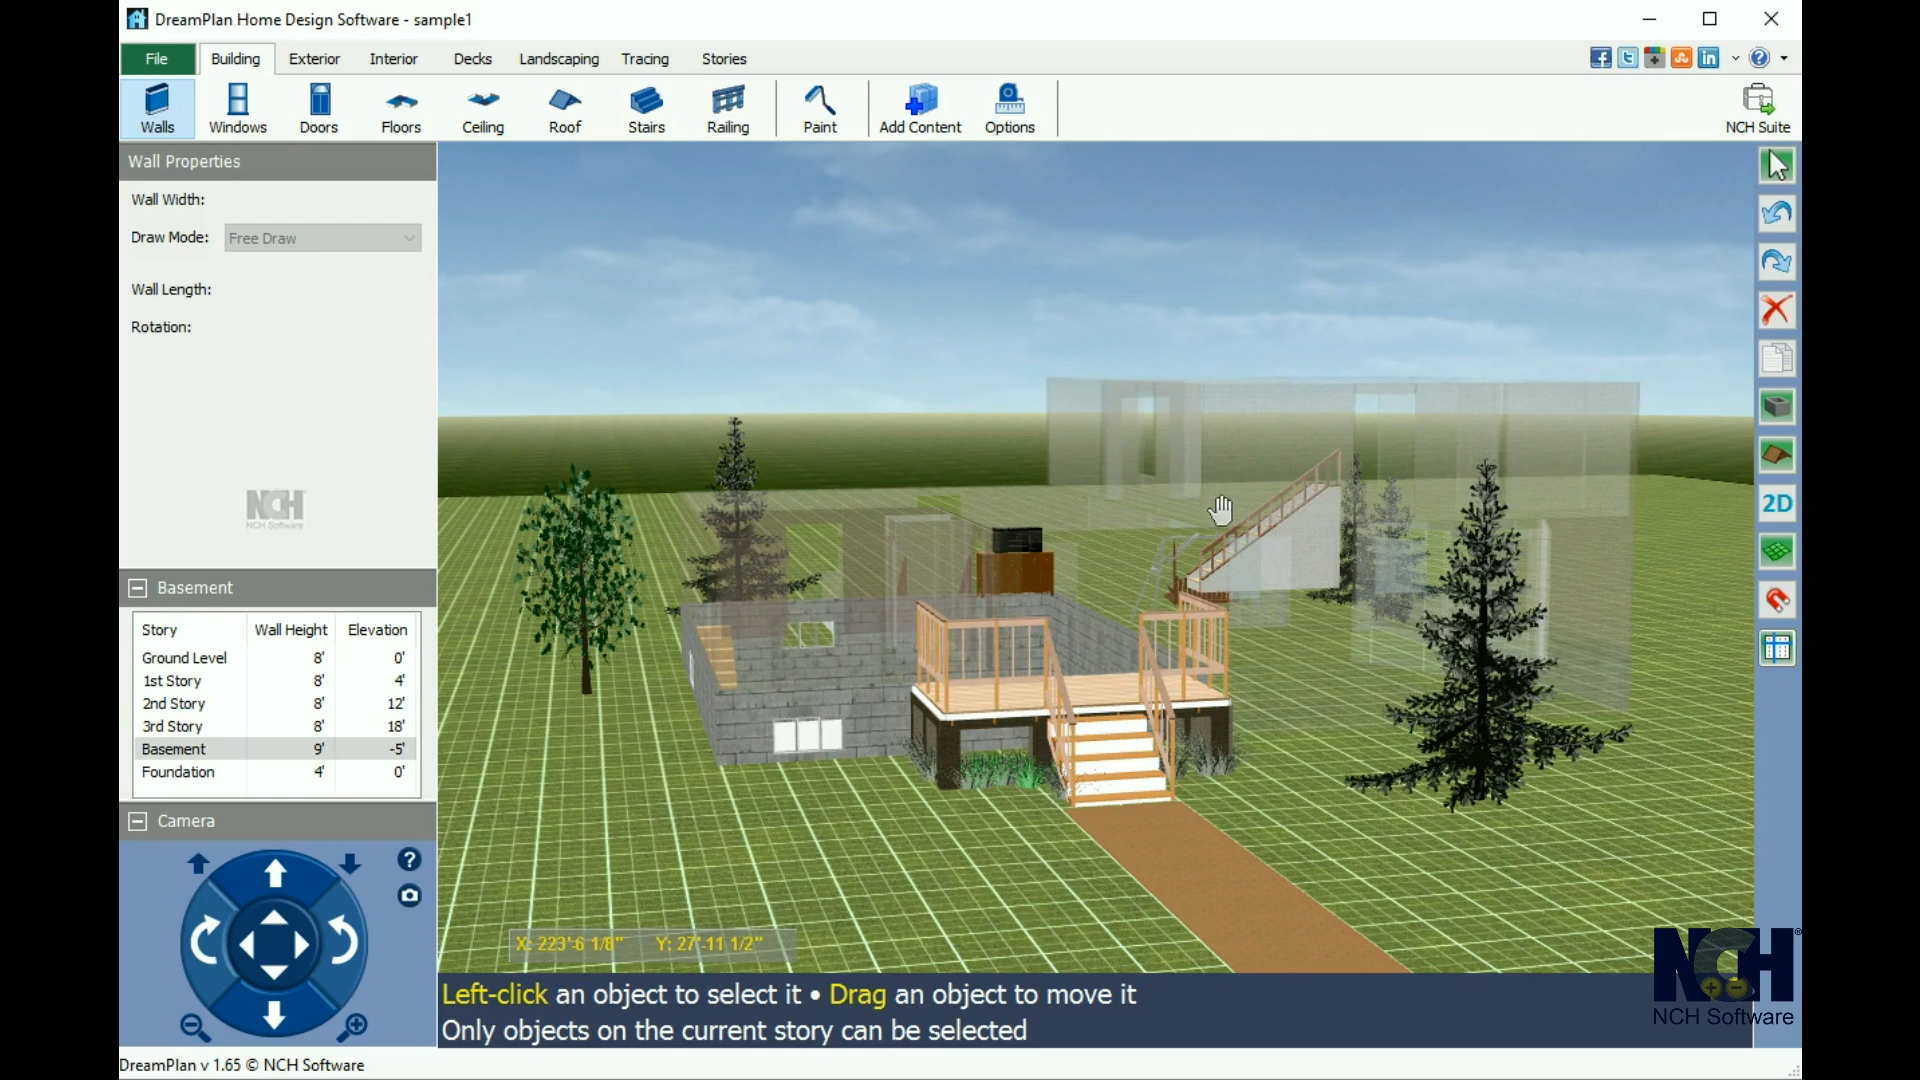 DreamPlan Home Design Software - sample1
File Building Exterior Interior Decks Landscaping Tracing Stories
Walls Windows Doors Floors Ceiling Roof Stairs Railing Paint Add Content Options NCH Suite
Wall Properties
Wall Width:
Draw Mode: Free Draw
Wall Length:
Rotation:
NCH
NCH Software
2D
Basement
Story Wall Height Elevation
Ground Level 8' 0'
1st Story 8' 4'
2nd Story 8' 12'
3rd Story 8' 18'
Basement 9' -5'
Foundation 4' 0'
Camera
X: 223'-6 1/8" Y: 27'-11 1/2"
Left-click an object to select it • Drag an object to move it
Only objects on the current story can be selected
NCH®
NCH Software
DreamPlan v 1.65 © NCH Software